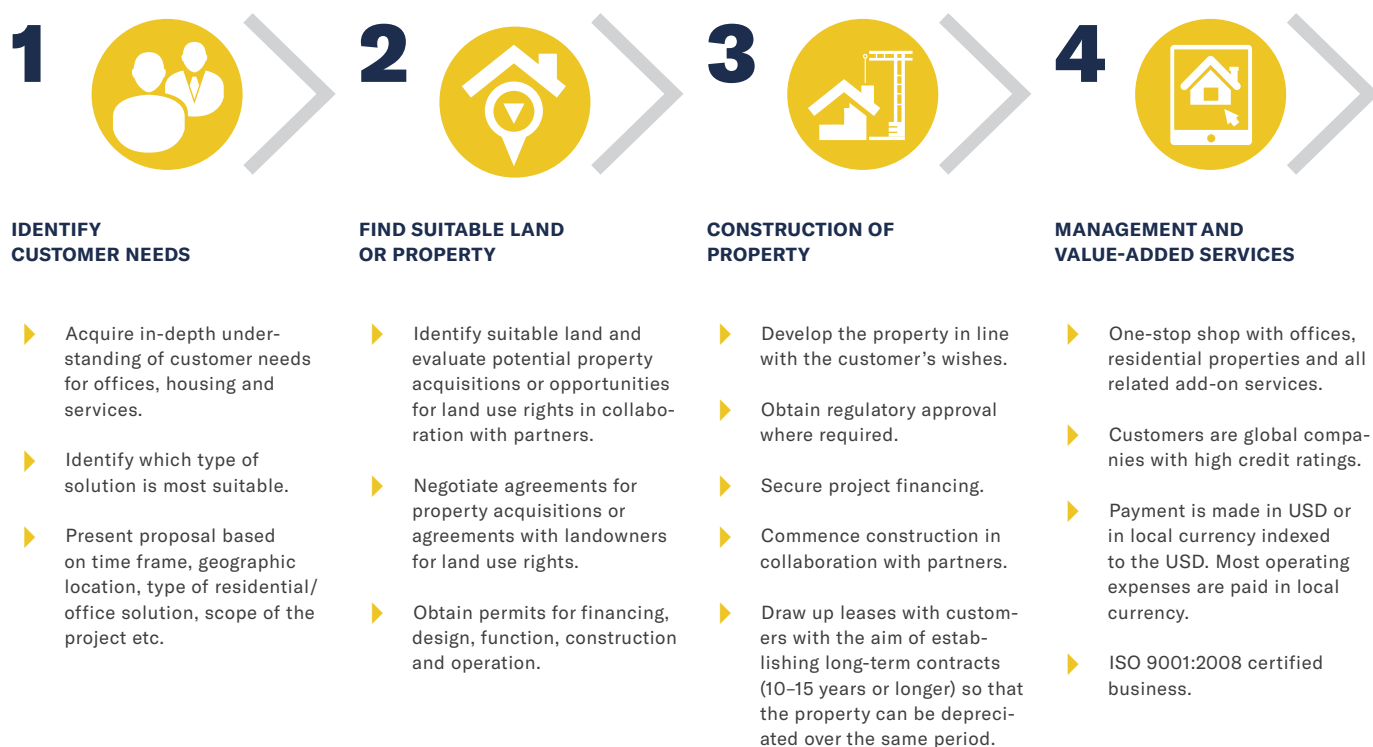 1
IDENTIFY
CUSTOMER NEEDS
Acquire in-depth under-
standing of customer needs
for offices, housing and
services.
Identify which type of
solution is most suitable.
Present proposal based
on time frame, geographic
location, type of residential/
office solution, scope of the
project etc.
2
FIND SUITABLE LAND
OR PROPERTY
Identify suitable land and
evaluate potential property
acquisitions or opportunities
for land use rights in collabo-
ration with partners.
Negotiate agreements for
property acquisitions or
agreements with landowners
for land use rights.
Obtain permits for financing,
design, function, construction
and operation.
3
CONSTRUCTION OF
PROPERTY
Develop the property in line
with the customer’s wishes.
Obtain regulatory approval
where required.
Secure project financing.
Commence construction in
collaboration with partners.
Draw up leases with custom-
ers with the aim of estab-
lishing long-term contracts
(10–15 years or longer) so that
the property can be depreci-
ated over the same period.
4
MANAGEMENT AND
VALUE-ADDED SERVICES
One-stop shop with offices,
residential properties and all
related add-on services.
Customers are global compa-
nies with high credit ratings.
Payment is made in USD or
in local currency indexed
to the USD. Most operating
expenses are paid in local
currency.
ISO 9001:2008 certified
business.